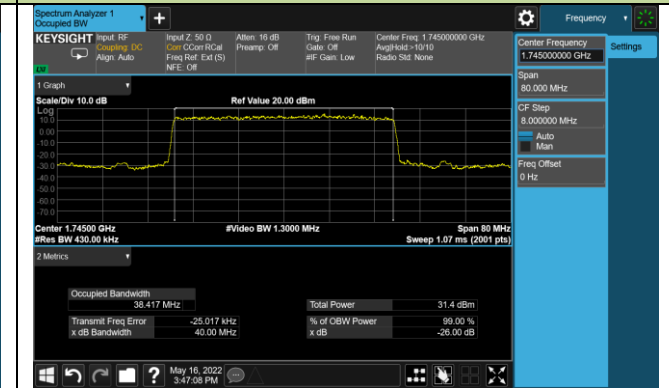 Spectrum Analyzer 1
Occupied BW
+
Frequency
KEYSIGHT
Input: RF
Coupling: DC
Align: Auto
Input Z: 50 Ω
Corr CCorr RCal
Freq Ref: Ext (S)
NFE: Off
Atten: 16 dB
Preamp: Off
Trig: Free Run
Gate: Off
#IF Gain: Low
Center Freq: 1.745000000 GHz
Avg|Hold:>10/10
Radio Std: None
LXI
Center Frequency
1.745000000 GHz
Settings
Span
80.000 MHz
CF Step
8.000000 MHz
Auto
Man
Freq Offset
0 Hz
1 Graph
Scale/Div 10.0 dB
Ref Value 20.00 dBm
Log
10.0
0.00
-10.0
-20.0
-30.0
-40.0
-50.0
-60.0
-70.0
Center 1.74500 GHz
#Video BW 1.3000 MHz
Span 80 MHz
#Res BW 430.00 kHz
Sweep 1.07 ms (2001 pts)
2 Metrics
Occupied Bandwidth
38.417 MHz
Total Power
31.4 dBm
Transmit Freq Error
-25.017 kHz
% of OBW Power
99.00 %
x dB Bandwidth
40.00 MHz
x dB
-26.00 dB
?
May 16, 2022
3:47:08 PM